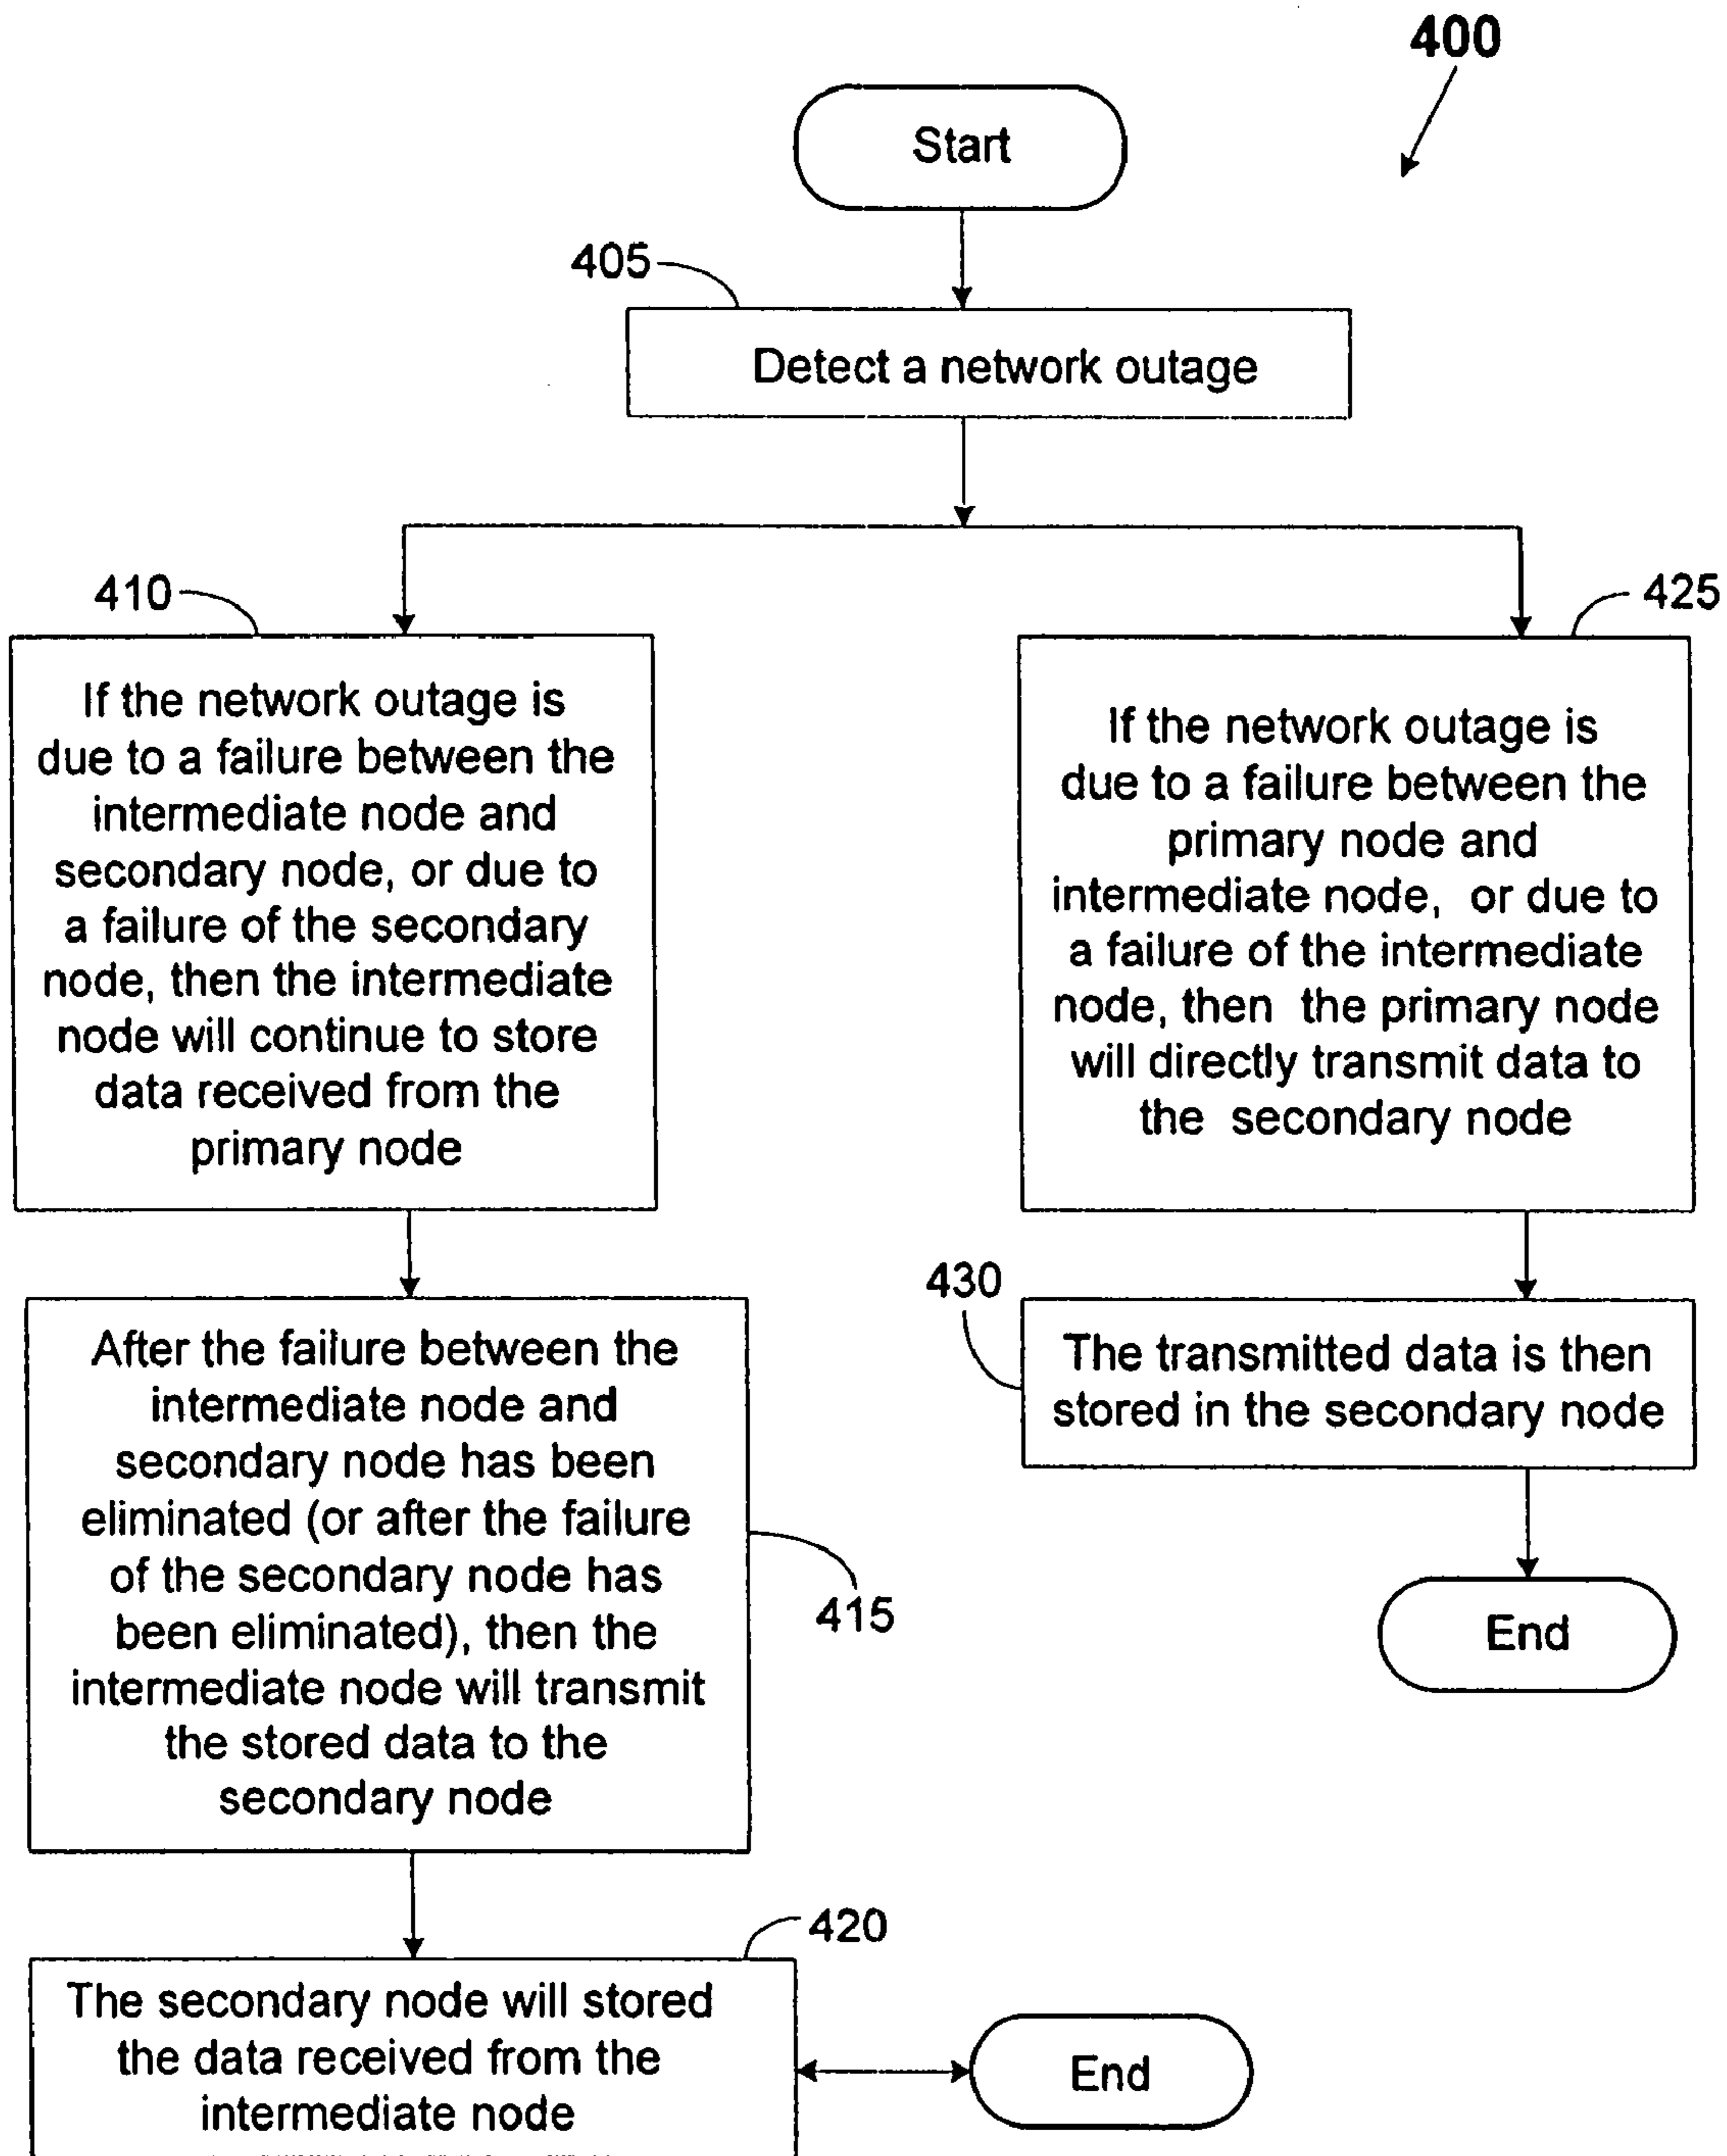 400
Start
405
Detect a network outage
410
If the network outage is
due to a failure between the
intermediate node and
secondary node, or due to
a failure of the secondary
node, then the intermediate
node will continue to store
data received from the
primary node
425
If the network outage is
due to a failure between the
primary node and
intermediate node, or due to
a failure of the intermediate
node, then the primary node
will directly transmit data to
the secondary node
After the failure between the
intermediate node and
secondary node has been
eliminated (or after the failure
of the secondary node has
been eliminated), then the
intermediate node will transmit
the stored data to the
secondary node
415
430
The transmitted data is then
stored in the secondary node
End
420
The secondary node will stored
the data received from the
intermediate node
End